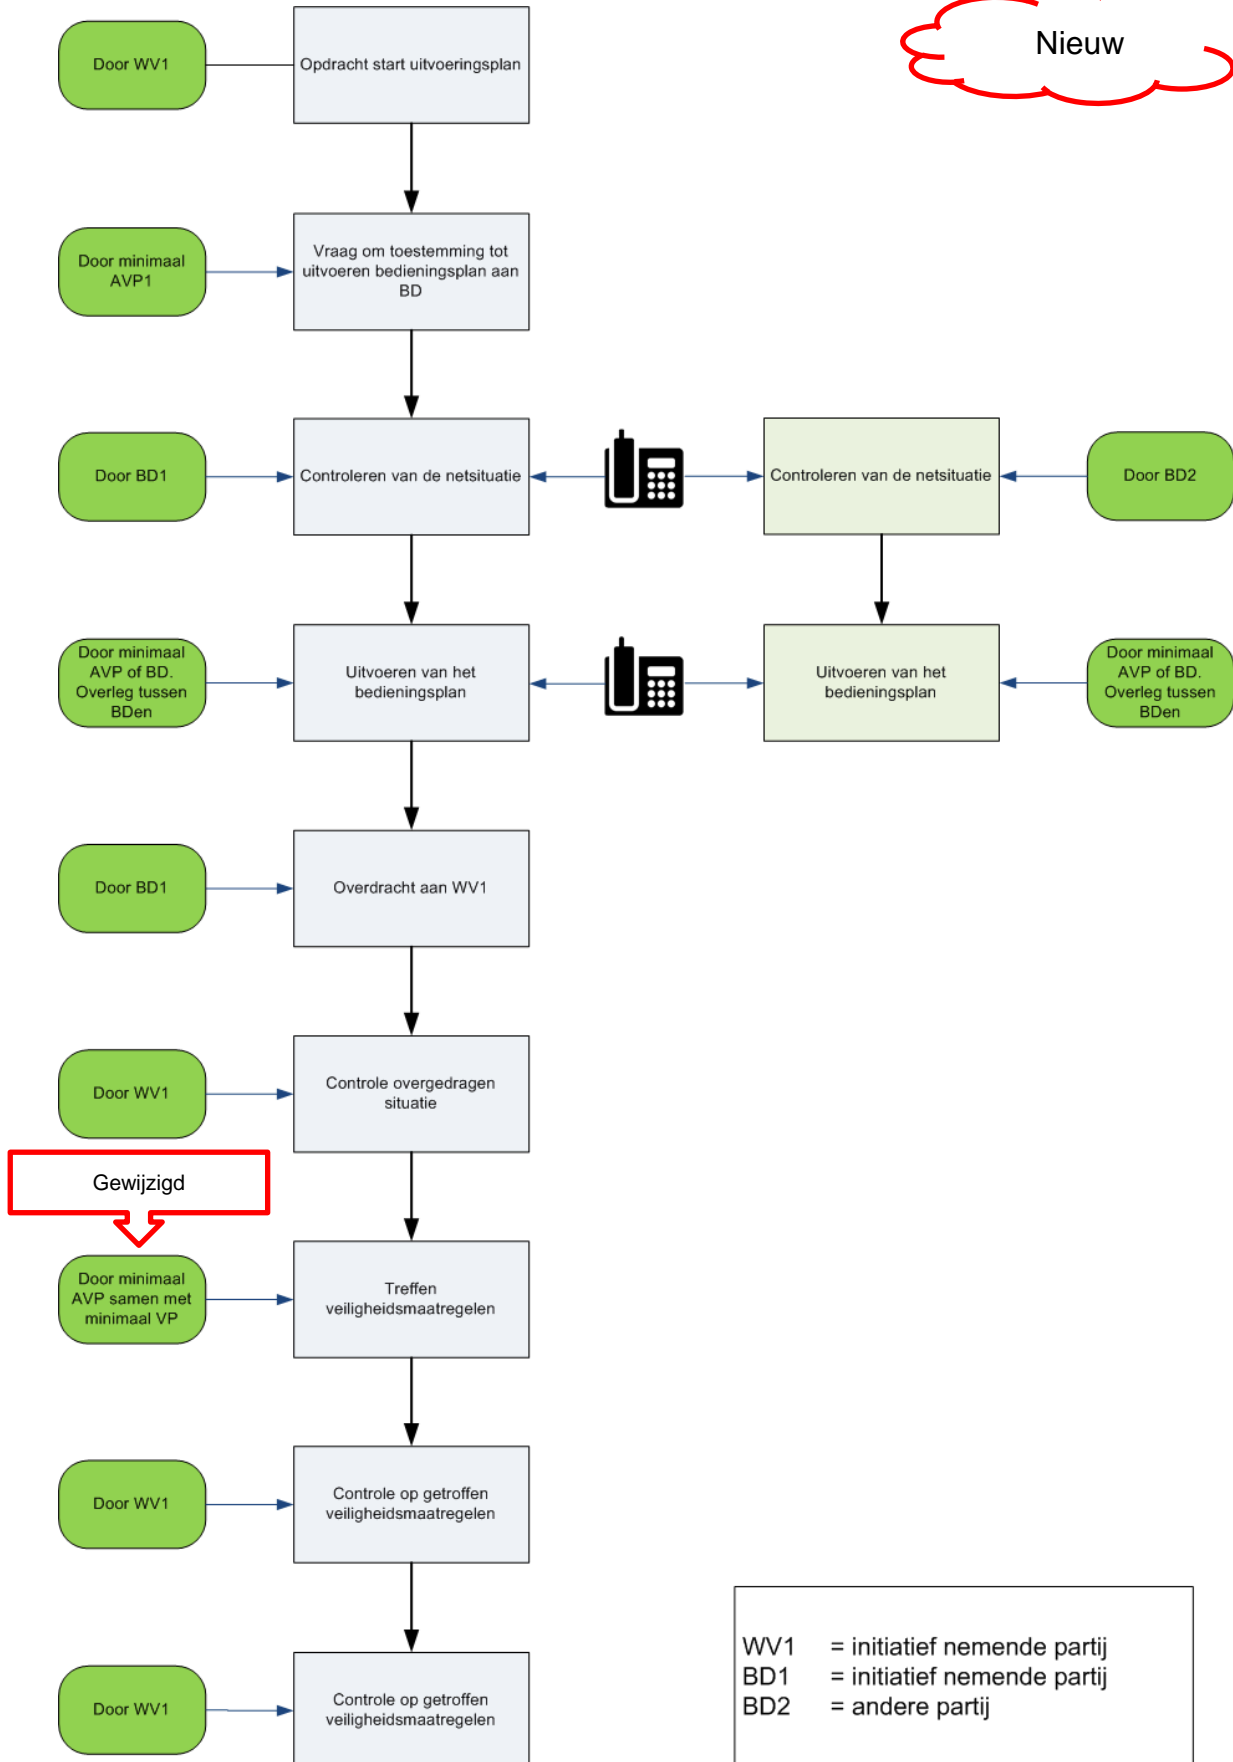 Nieuw
Door WV1
Opdracht start uitvoeringsplan
Door minimaal
AVP1
Vraag om toestemming tot
uitvoeren bedieningsplan aan
BD
Door BD1
Controleren van de netsituatie
Controleren van de netsituatie
Door BD2
Door minimaal
AVP of BD.
Overleg tussen
BDen
Uitvoeren van het
bedieningsplan
Uitvoeren van het
bedieningsplan
Door minimaal
AVP of BD.
Overleg tussen
BDen
Door BD1
Overdracht aan WV1
Door WV1
Controle overgedragen
situatie
Gewijzigd
Door minimaal
AVP samen met
minimaal VP
Treffen
veiligheidsmaatregelen
Door WV1
Controle op getroffen
veiligheidsmaatregelen
Door WV1
Controle op getroffen
veiligheidsmaatregelen
WV1 = initiatief nemende partij
BD1 = initiatief nemende partij
BD2 = andere partij